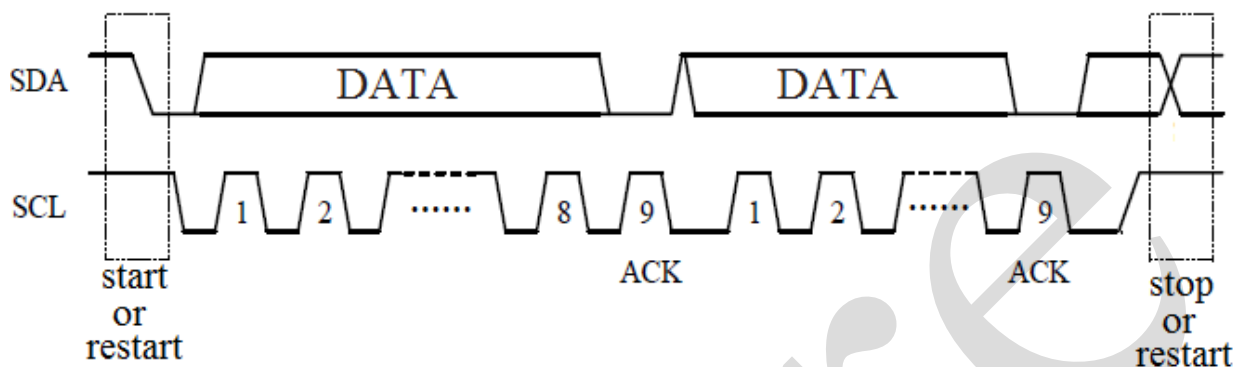 SDA DATA DATA
SCL 1 2 ...... 8 9 1 2 ...... 9
ACK ACK
start
or
restart
stop
or
restart